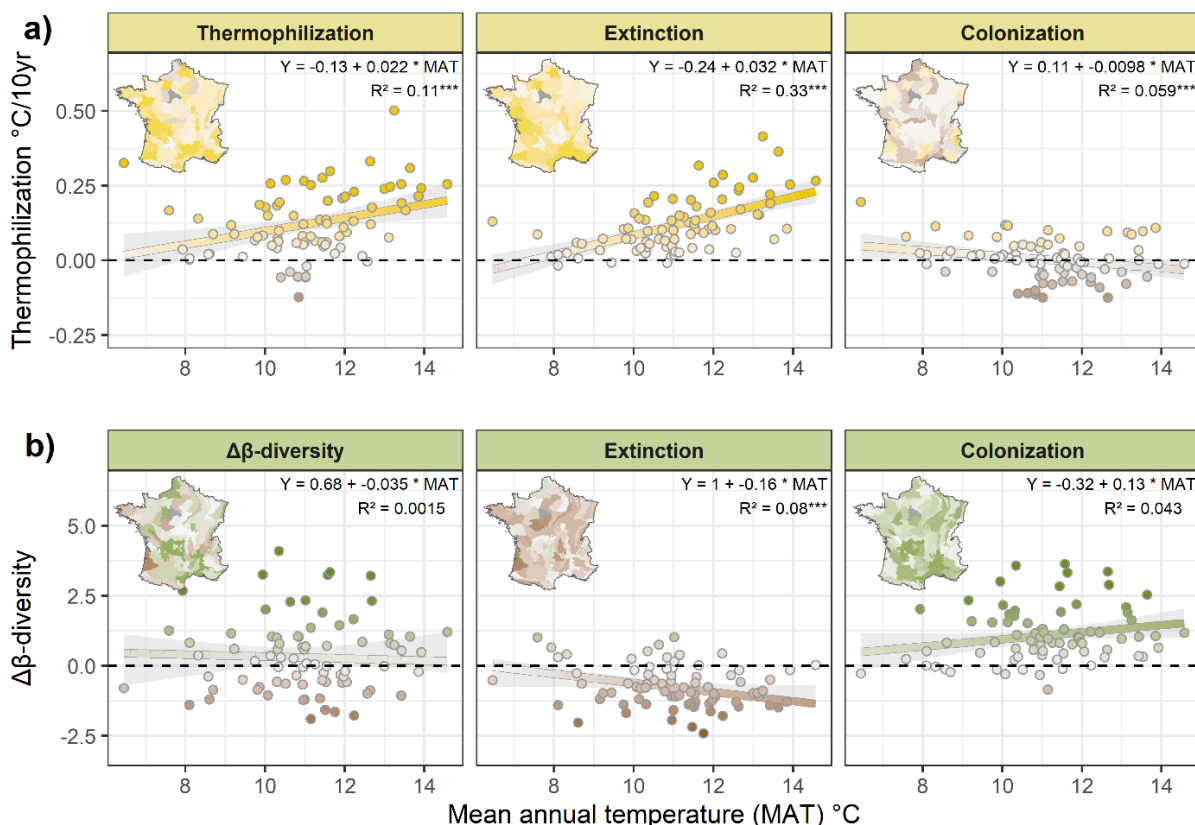 a)
Thermophilization
Extinction
Colonization
Y = -0.13 + 0.022 * MAT
R² = 0.11***
Y = -0.24 + 0.032 * MAT
R² = 0.33***
Y = 0.11 + -0.0098 * MAT
R² = 0.059***
Thermophilization °C/10yr
0.50
0.25
0.00
-0.25
8 10 12 14
8 10 12 14
8 10 12 14
b)
Δβ-diversity
Extinction
Colonization
Y = 0.68 + -0.035 * MAT
R² = 0.0015
Y = 1 + -0.16 * MAT
R² = 0.08***
Y = -0.32 + 0.13 * MAT
R² = 0.043
Δβ-diversity
5.0
2.5
0.0
-2.5
8 10 12 14
8 10 12 14
8 10 12 14
Mean annual temperature (MAT) °C